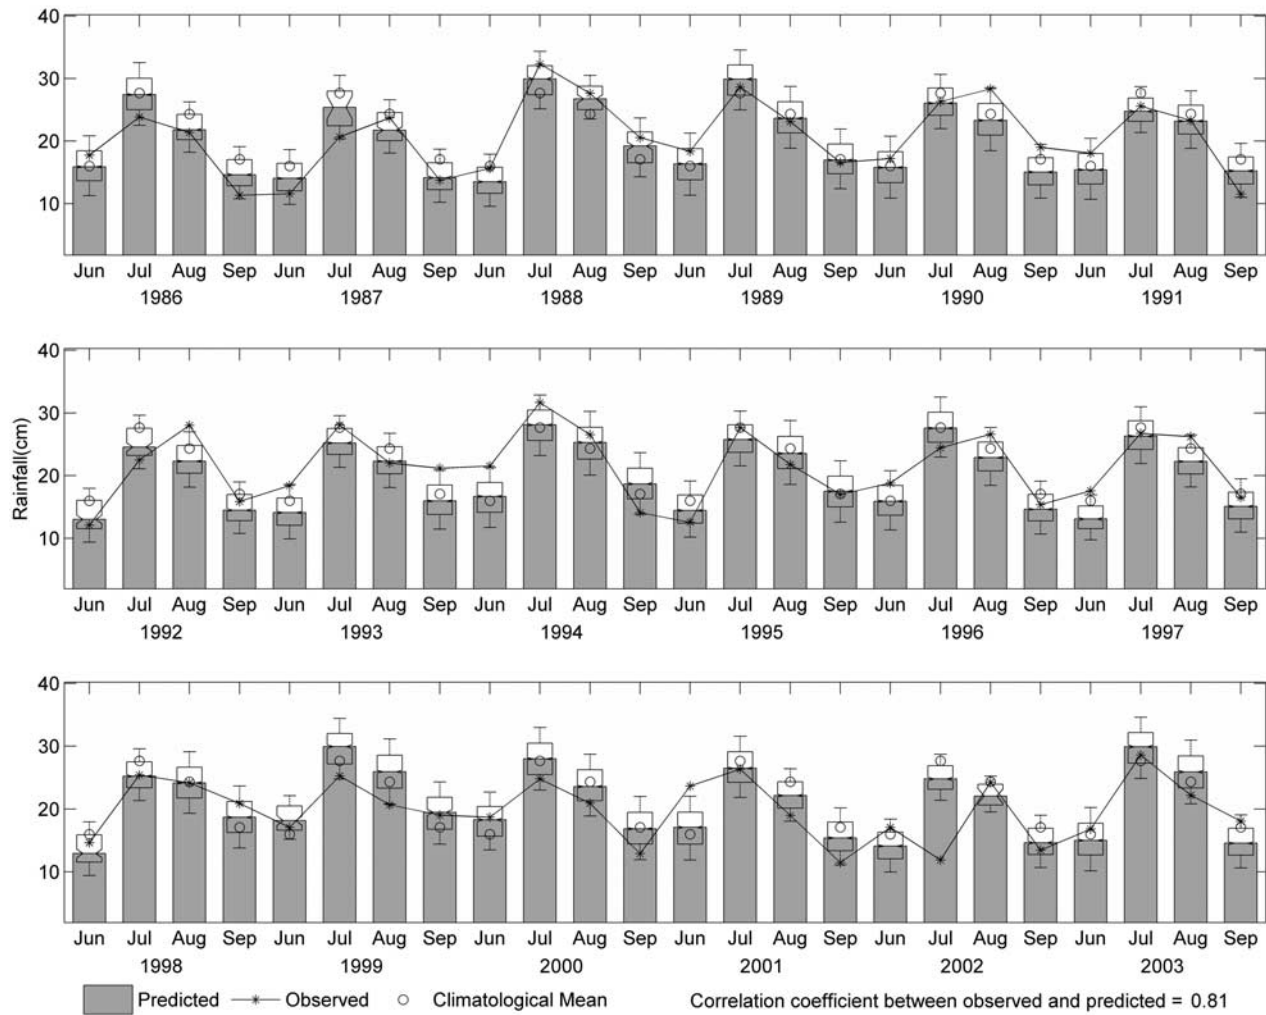 40
30
20
10
Jun Jul Aug Sep Jun Jul Aug Sep Jun Jul Aug Sep Jun Jul Aug Sep Jun Jul Aug Sep Jun Jul Aug Sep
1986 1987 1988 1989 1990 1991
40
30
20
10
Rainfall(cm)
Jun Jul Aug Sep Jun Jul Aug Sep Jun Jul Aug Sep Jun Jul Aug Sep Jun Jul Aug Sep Jun Jul Aug Sep
1992 1993 1994 1995 1996 1997
40
30
20
10
Jun Jul Aug Sep Jun Jul Aug Sep Jun Jul Aug Sep Jun Jul Aug Sep Jun Jul Aug Sep Jun Jul Aug Sep
1998 1999 2000 2001 2002 2003
Predicted Observed Climatological Mean Correlation coefficient between observed and predicted = 0.81